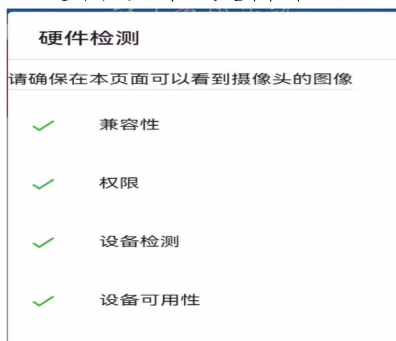 硬件检测
请确保在本页面可以看到摄像头的图像
兼容性
权限
设备检测
设备可用性